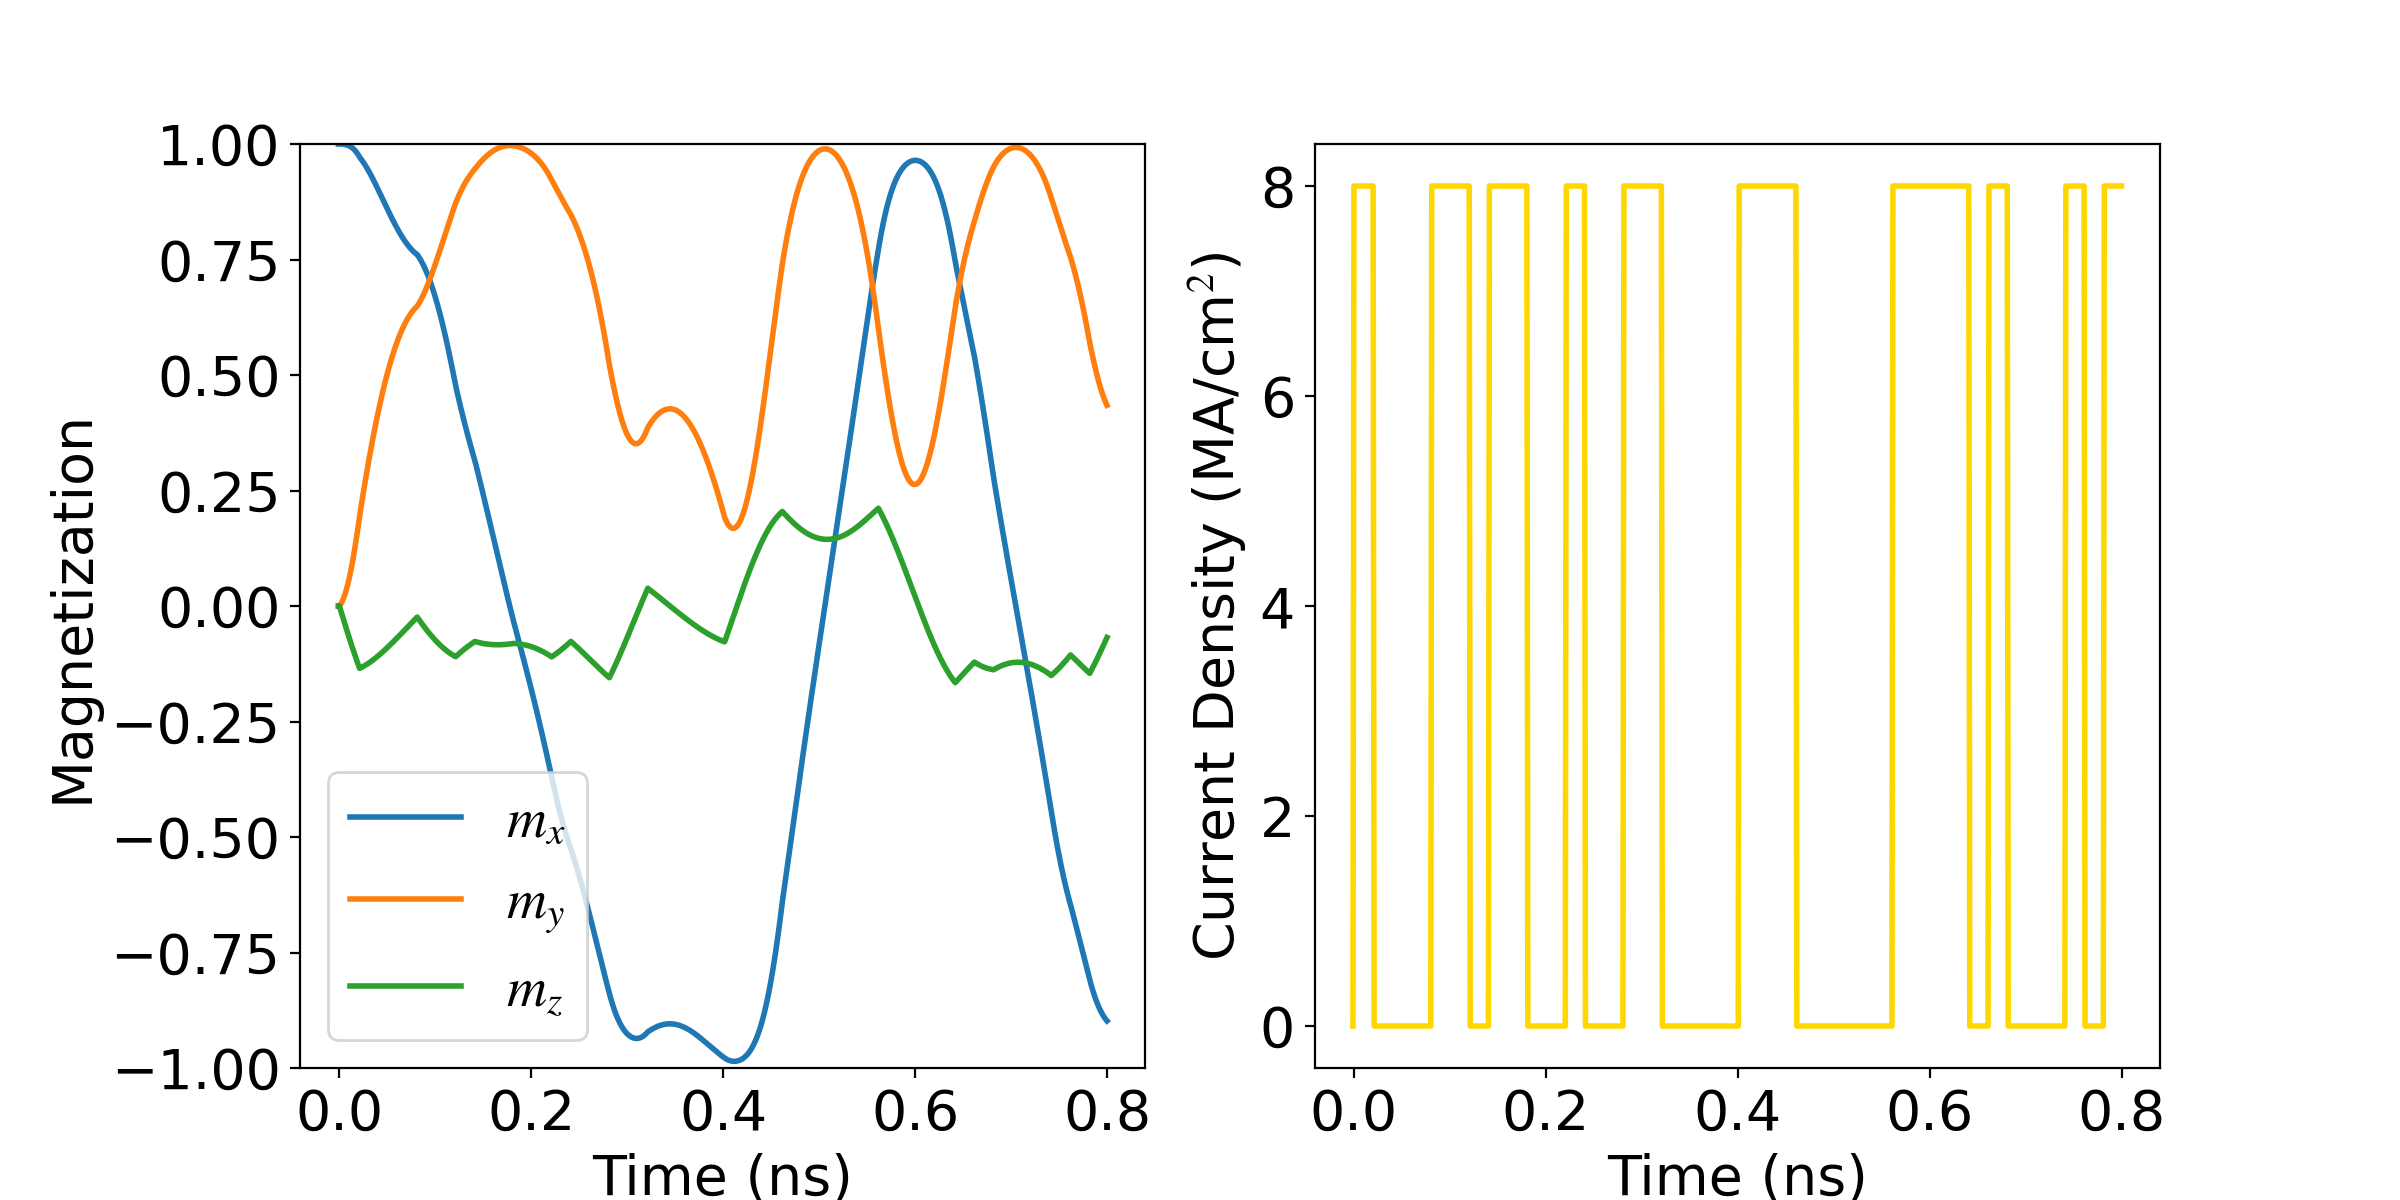 1.00
0.75
0.50
0.25
0.00
−0.25
−0.50
−0.75
−1.00
Magnetization
m_x
m_y
m_z
0.0 0.2 0.4 0.6 0.8
Time (ns)
8
6
4
2
0
Current Density (MA/cm²)
0.0 0.2 0.4 0.6 0.8
Time (ns)